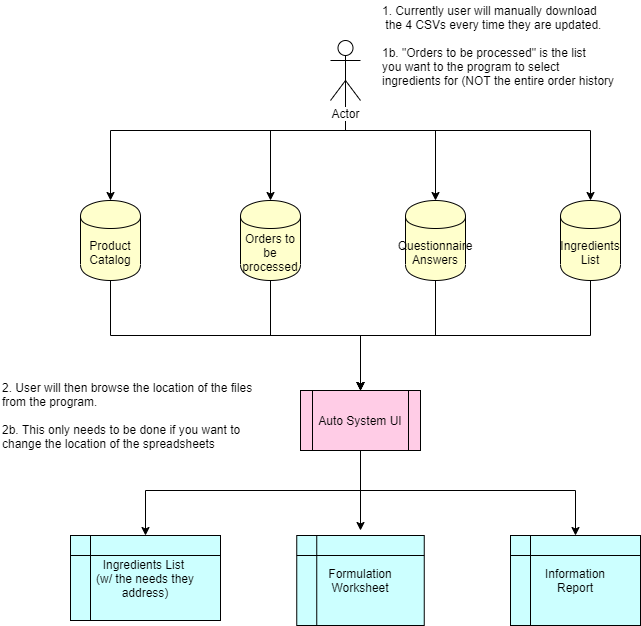 1. Currently user will manually download
the 4 CSVs every time they are updated.
1b. "Orders to be processed" is the list
you want to the program to select
ingredients for (NOT the entire order history
Actor
Product
Catalog
Orders to
be
processed
Questionnaire
Answers
Ingredients
List
2. User will then browse the location of the files
from the program.
2b. This only needs to be done if you want to
change the location of the spreadsheets
Auto System UI
Ingredients List
(w/ the needs they
address)
Formulation
Worksheet
Information
Report